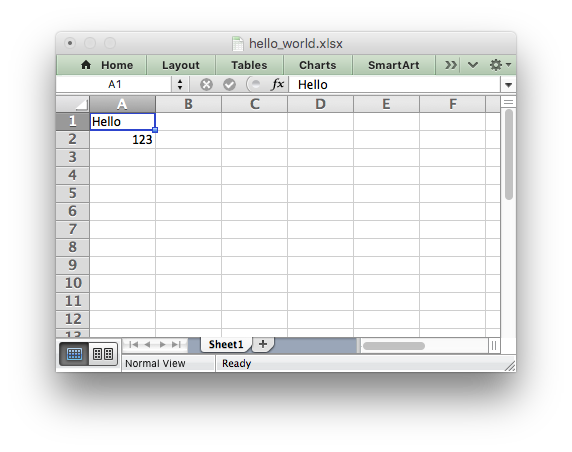 hello_world.xlsx
Home Layout Tables Charts SmartArt
A1 fx Hello
A B C D E F
1 Hello
2 123
3
4
5
6
7
8
9
10
11
12
13
Sheet1 +
Normal View Ready